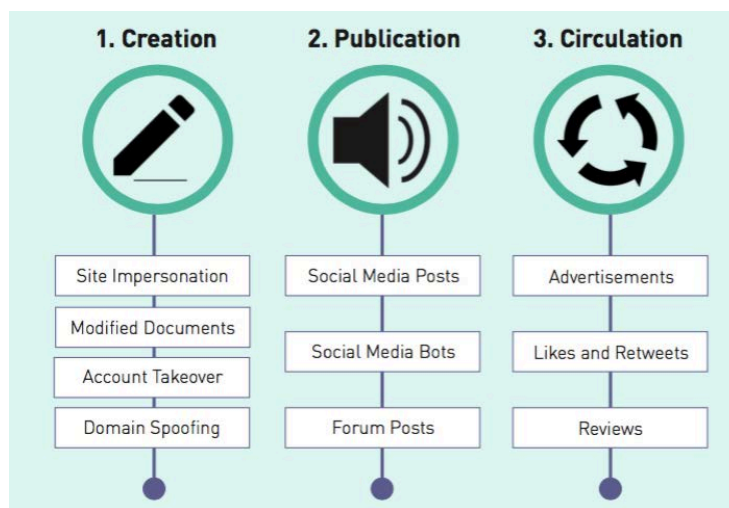 1. Creation
Site Impersonation
Modified Documents
Account Takeover
Domain Spoofing
2. Publication
Social Media Posts
Social Media Bots
Forum Posts
3. Circulation
Advertisements
Likes and Retweets
Reviews